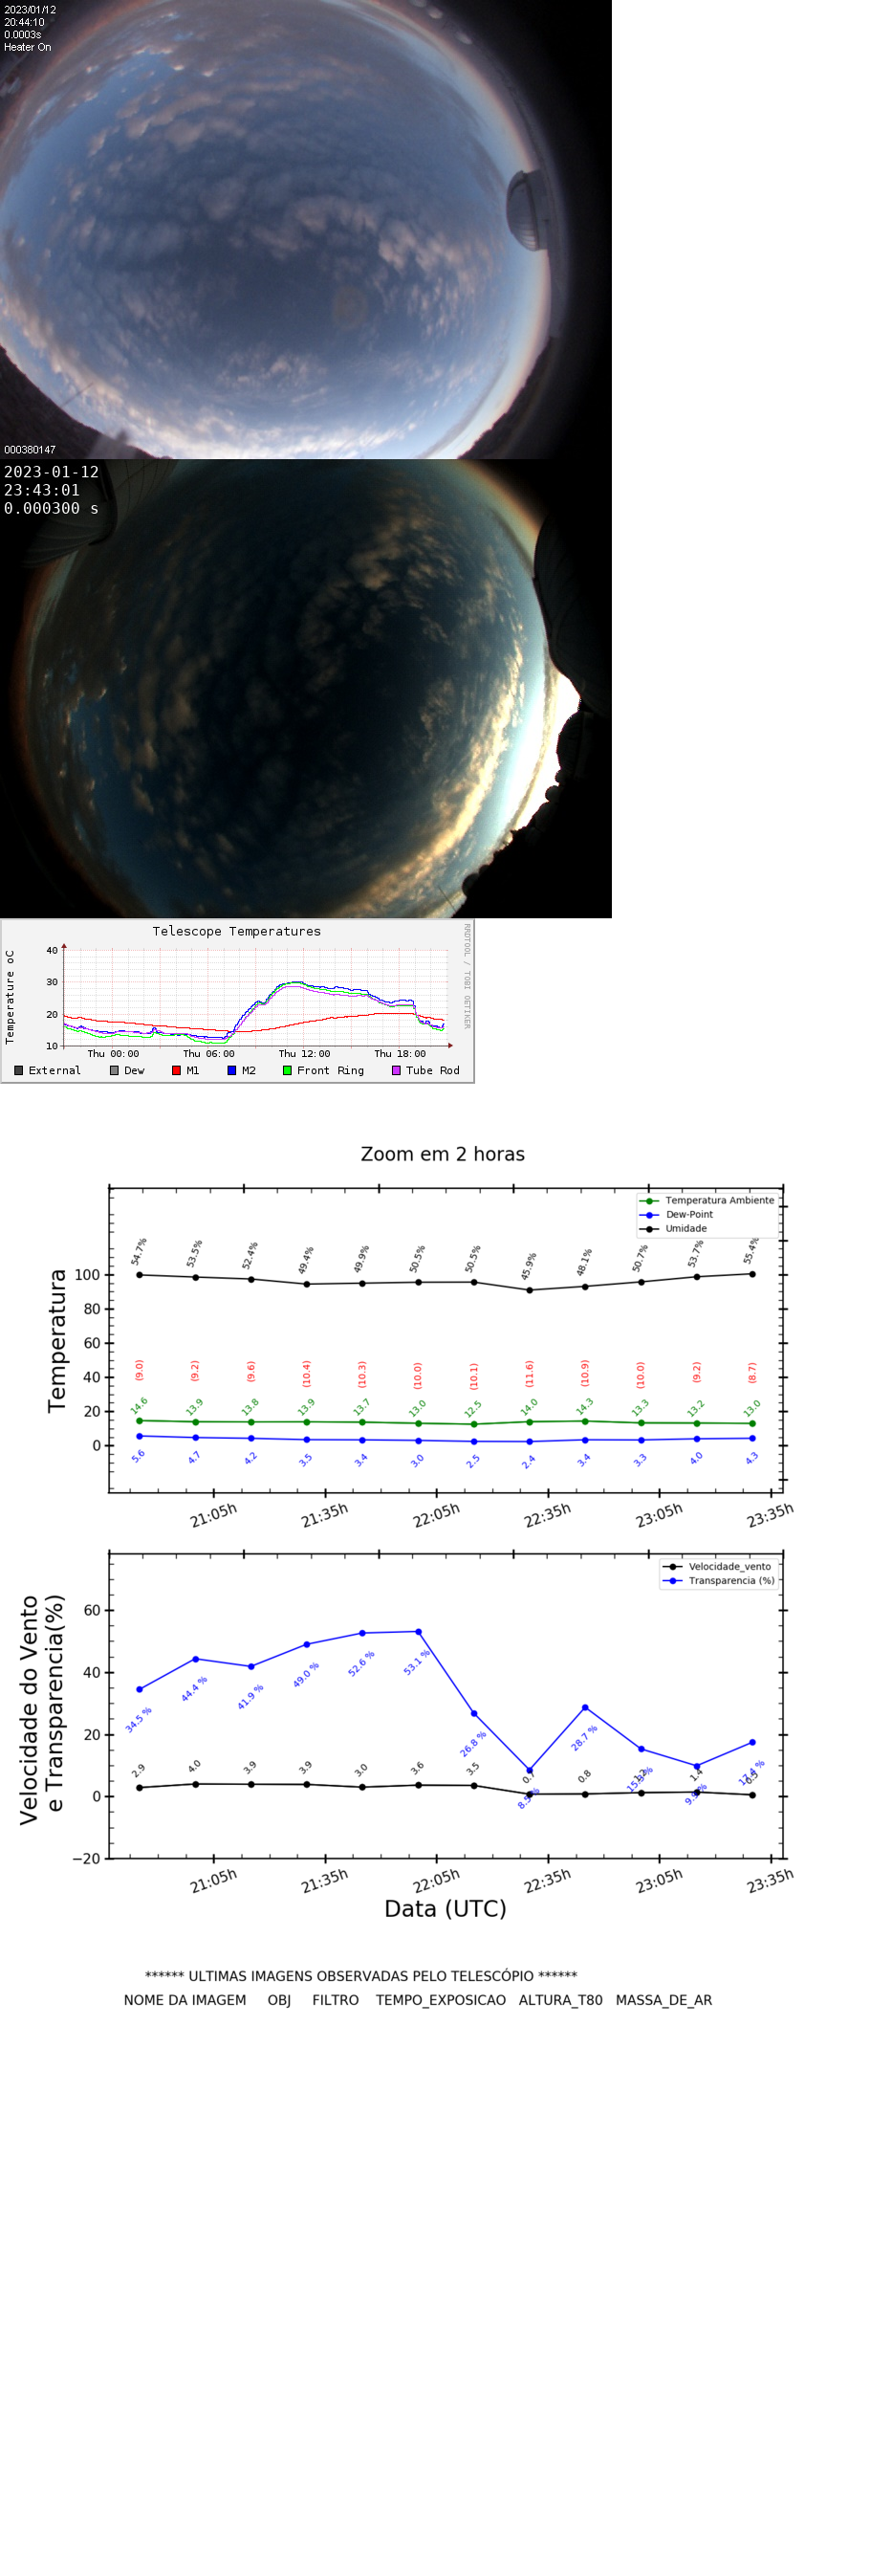 2023/01/12
20:44:10
0.0003s
Heater On
000380147
2023-01-12
23:43:01
0.000300 s
Telescope Temperatures
RRDTOOL / TOBI OETIKER
Temperature oC
40
30
20
10
Thu 00:00 Thu 06:00 Thu 12:00 Thu 18:00
External Dew M1 M2 Front Ring Tube Rod
Zoom em 2 horas
Temperatura Ambiente
Dew-Point
Umidade
54.7% 53.5% 52.4% 49.4% 49.9% 50.5% 50.5% 45.9% 48.1% 50.7% 53.7% 55.4%
Temperatura
100
80
60
40
20
0
(9.0) (9.2) (9.6) (10.4) (10.3) (10.0) (10.1) (11.6) (10.9) (10.0) (9.2) (8.7)
14.6 13.9 13.8 13.9 13.7 13.0 12.5 14.0 14.3 13.3 13.2 13.0
5.6 4.7 4.2 3.5 3.4 3.0 2.5 2.4 3.4 3.3 4.0 4.3
21:05h 21:35h 22:05h 22:35h 23:05h 23:35h
Velocidade_vento
Transparencia (%)
Velocidade do Vento
e Transparencia(%)
60
40
20
0
−20
34.5 % 44.4 % 41.9 % 49.0 % 52.6 % 53.1 % 26.8 % 28.7 %
2.9 4.0 3.9 3.9 3.0 3.6 3.5 0.8 1.4
21:05h 21:35h 22:05h 22:35h 23:05h 23:35h
Data (UTC)
****** ULTIMAS IMAGENS OBSERVADAS PELO TELESCÓPIO ******
NOME DA IMAGEM OBJ FILTRO TEMPO_EXPOSICAO ALTURA_T80 MASSA_DE_AR